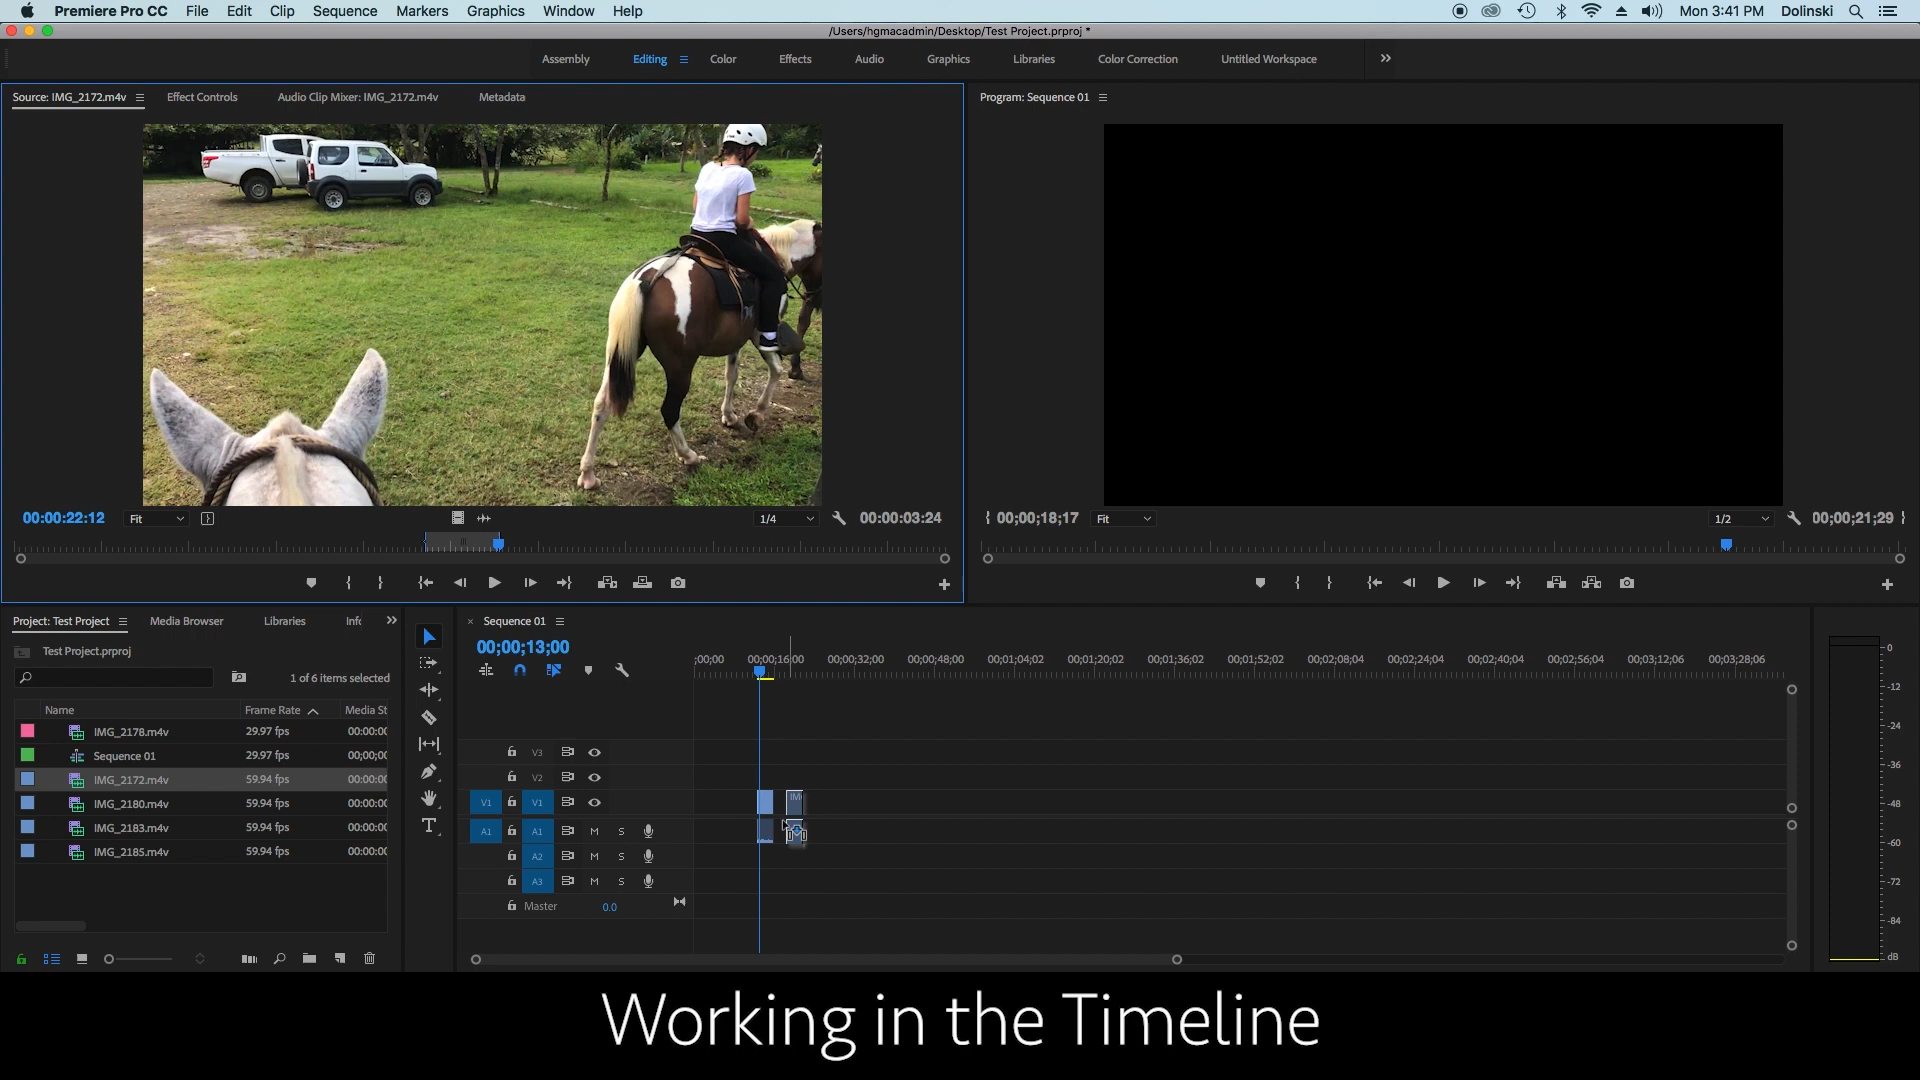 Premiere Pro CC File Edit Clip Sequence Markers Graphics Window Help Mon 3:41 PM Dolinski
/Users/hgmacadmin/Desktop/Test Project.prproj *
Assembly Editing Color Effects Audio Graphics Libraries Color Correction Untitled Workspace
Source: IMG_2172.m4v Effect Controls Audio Clip Mixer: IMG_2172.m4v Metadata
Program: Sequence 01
00:00:22:12 Fit 1/4 00:00:03:24
00;00;18;17 Fit 1/2 00;00;21;29
Project: Test Project Media Browser Libraries Info
Test Project.prproj
1 of 6 items selected
Name Frame Rate Media St
IMG_2178.m4v 29.97 fps 00:00:00
Sequence 01 29.97 fps 00;00;00
IMG_2172.m4v 59.94 fps 00:00:00
IMG_2180.m4v 59.94 fps 00:00:00
IMG_2183.m4v 59.94 fps 00:00:00
IMG_2185.m4v 59.94 fps 00:00:00
Sequence 01
00;00;13;00
;00;00 00;00;16;00 00;00;32;00 00;00;48;00 00;01;04;02 00;01;20;02 00;01;36;02 00;01;52;02 00;02;08;04 00;02;24;04 00;02;40;04 00;02;56;04 00;03;12;06 00;03;28;06
V3
V2
V1 V1
A1 A1 M S
A2 M S
A3 M S
Master 0.0
0
-12
-24
-36
-48
-60
-72
-84
dB
Working in the Timeline